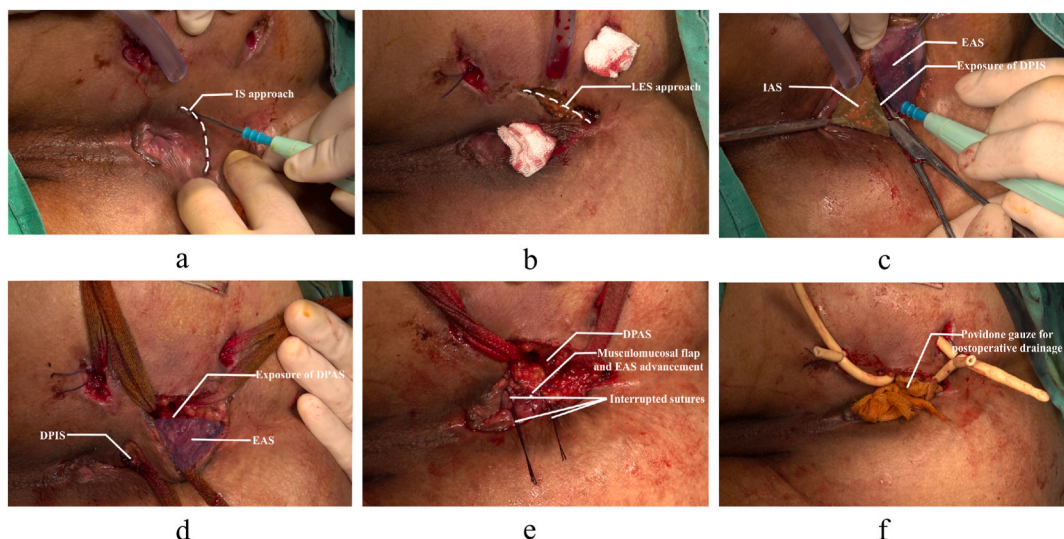 IS approach
a
LES approach
b
EAS
Exposure of DPIS
IAS
c
Exposure of DPAS
DPIS
EAS
d
DPAS
Musculomucosal flap
and EAS advancement
Interrupted sutures
e
Povidone gauze for
postoperative drainage
f